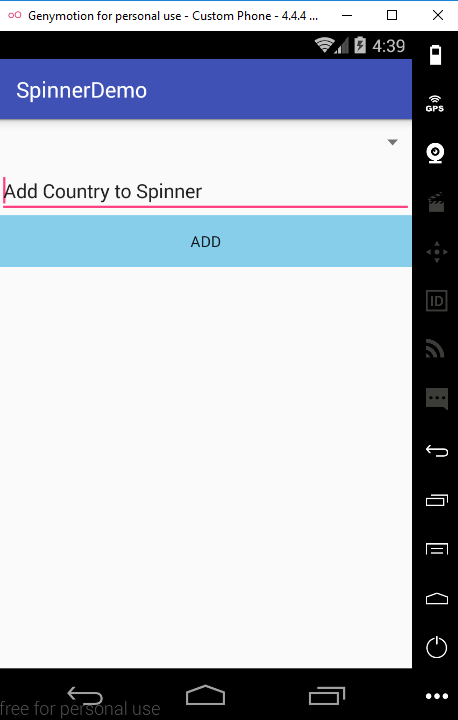 Genymotion for personal use - Custom Phone - 4.4.4 ...
4:39
SpinnerDemo
GPS
Add Country to Spinner
ADD
ID
free for personal use